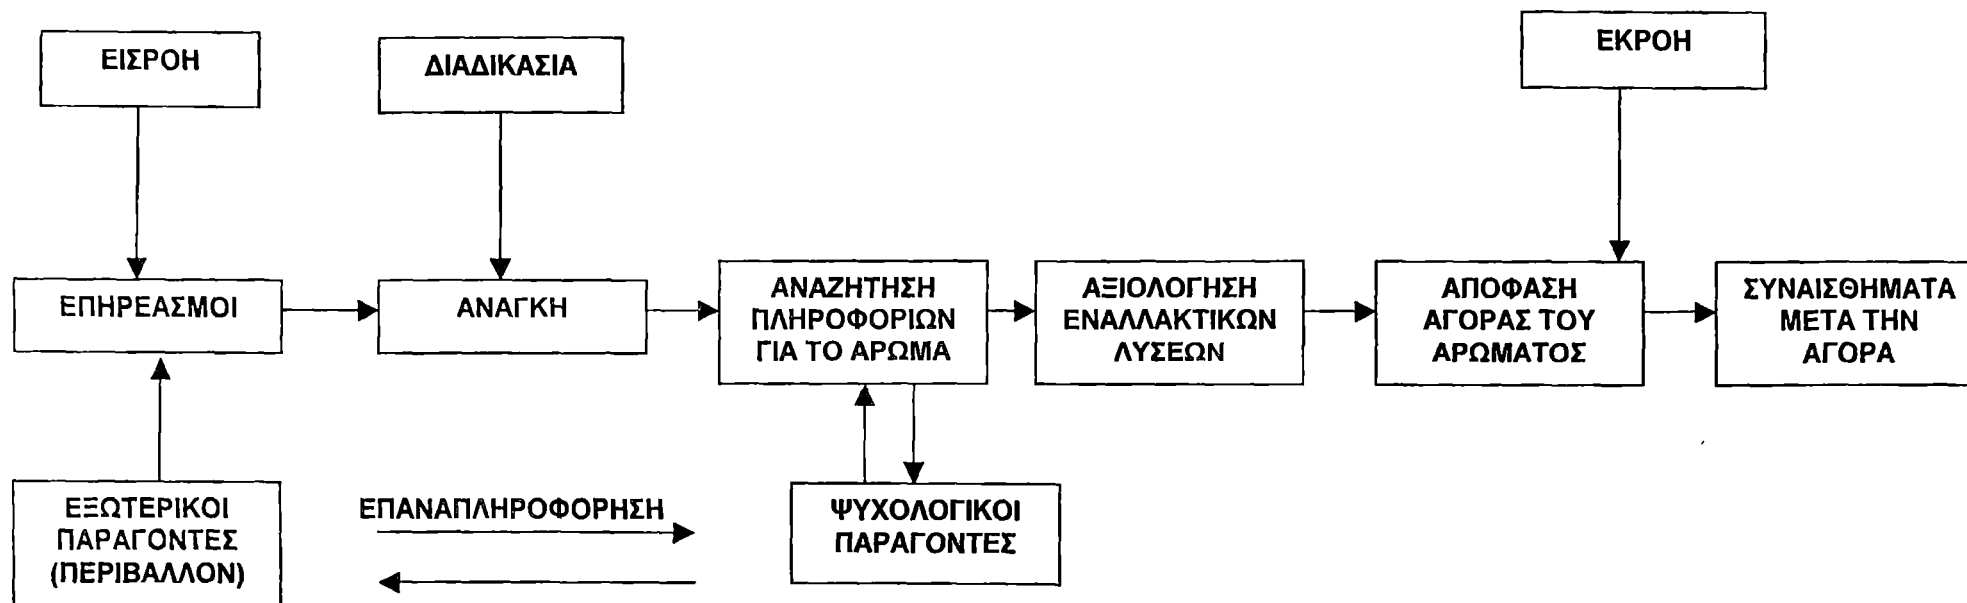 ΕΙΣΡΟΗ
ΔΙΑΔΙΚΑΣΙΑ
ΕΚΡΟΗ
ΕΠΗΡΕΑΣΜΟΙ
ΑΝΑΓΚΗ
ΑΝΑΖΗΤΗΣΗ
ΠΛΗΡΟΦΟΡΙΩΝ
ΓΙΑ ΤΟ ΑΡΩΜΑ
ΑΞΙΟΛΟΓΗΣΗ
ΕΝΑΛΛΑΚΤΙΚΩΝ
ΛΥΣΕΩΝ
ΑΠΟΦΑΣΗ
ΑΓΟΡΑΣ ΤΟΥ
ΑΡΩΜΑΤΟΣ
ΣΥΝΑΙΣΘΗΜΑΤΑ
ΜΕΤΑ ΤΗΝ
ΑΓΟΡΑ
ΕΞΩΤΕΡΙΚΟΙ
ΠΑΡΑΓΟΝΤΕΣ
(ΠΕΡΙΒΑΛΛΟΝ)
ΕΠΑΝΑΠΛΗΡΟΦΟΡΗΣΗ
ΨΥΧΟΛΟΓΙΚΟΙ
ΠΑΡΑΓΟΝΤΕΣ